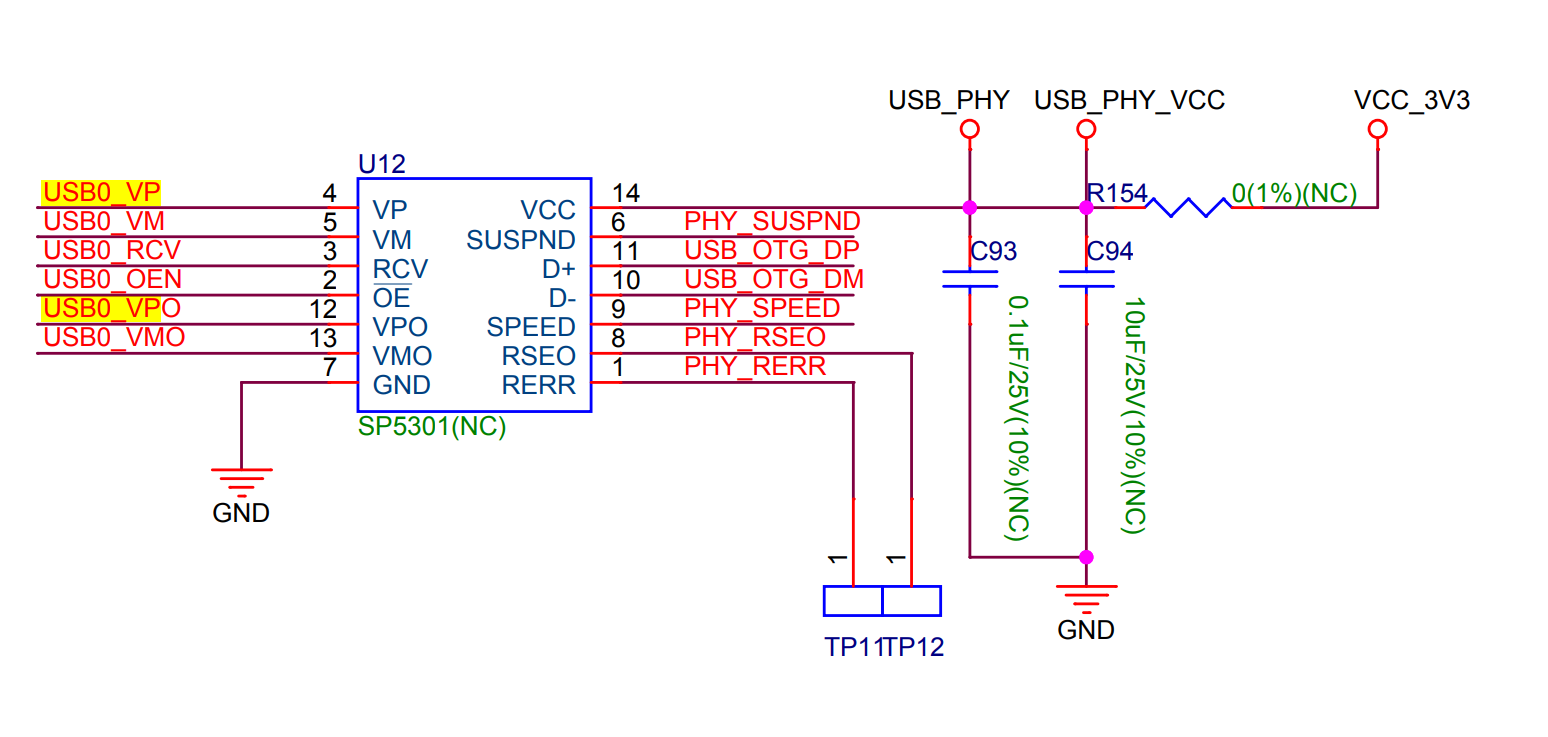 USB_PHY USB_PHY_VCC VCC_3V3
U12
USB0_VP 4 VP VCC 14 R154 0(1%)(NC)
USB0_VM 5 VM SUSPND 6 PHY_SUSPND
USB0_RCV 3 RCV D+ 11 USB_OTG_DP C93 C94
USB0_OEN 2 OE D- 10 USB_OTG_DM
USB0_VPO 12 VPO SPEED 9 PHY_SPEED
USB0_VMO 13 VMO RSEO 8 PHY_RSEO
7 GND RERR 1 PHY_RERR
0.1uF/25V(10%)(NC)
10uF/25V(10%)(NC)
SP5301(NC)
GND
1 1
TP11 TP12
GND